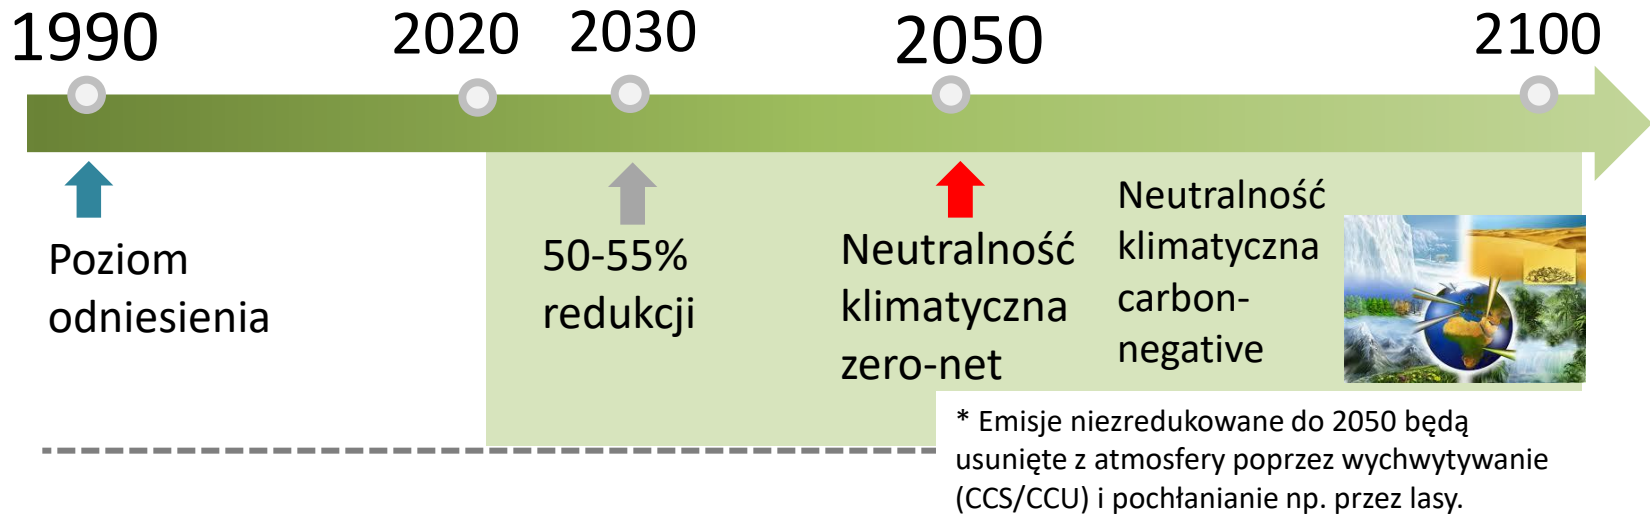 1990
2020
2030
2050
2100
Poziom
odniesienia
50-55%
redukcji
Neutralność
klimatyczna
zero-net
Neutralność
klimatyczna
carbon-
negative
* Emisje niezredukowane do 2050 będą
usunięte z atmosfery poprzez wychwytywanie
(CCS/CCU) i pochłanianie np. przez lasy.